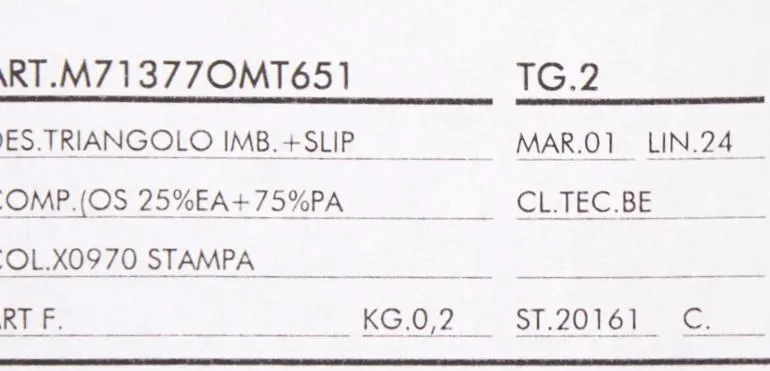 ART.M71377OMT651 TG.2
DES.TRIANGOLO IMB.+SLIP MAR.01 LIN.24
COMP.(OS 25%EA+75%PA CL.TEC.BE
COL.X0970 STAMPA
ART F. KG.0,2 ST.20161 C.